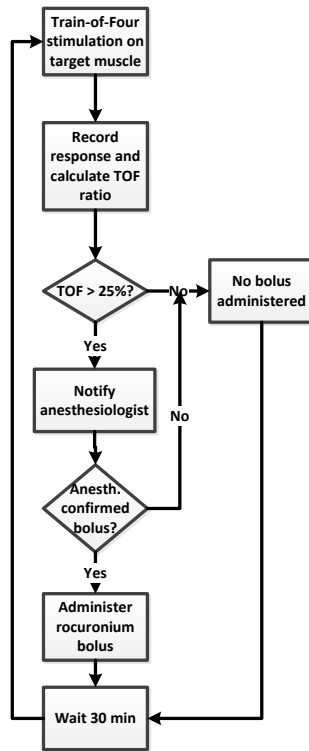 Train-of-Four
stimulation on
target muscle
Record
response and
calculate TOF
ratio
TOF > 25%?
No
No bolus
administered
Yes
Notify
anesthesiologist
No
Anesth.
confirmed
bolus?
Yes
Administer
rocuronium
bolus
Wait 30 min